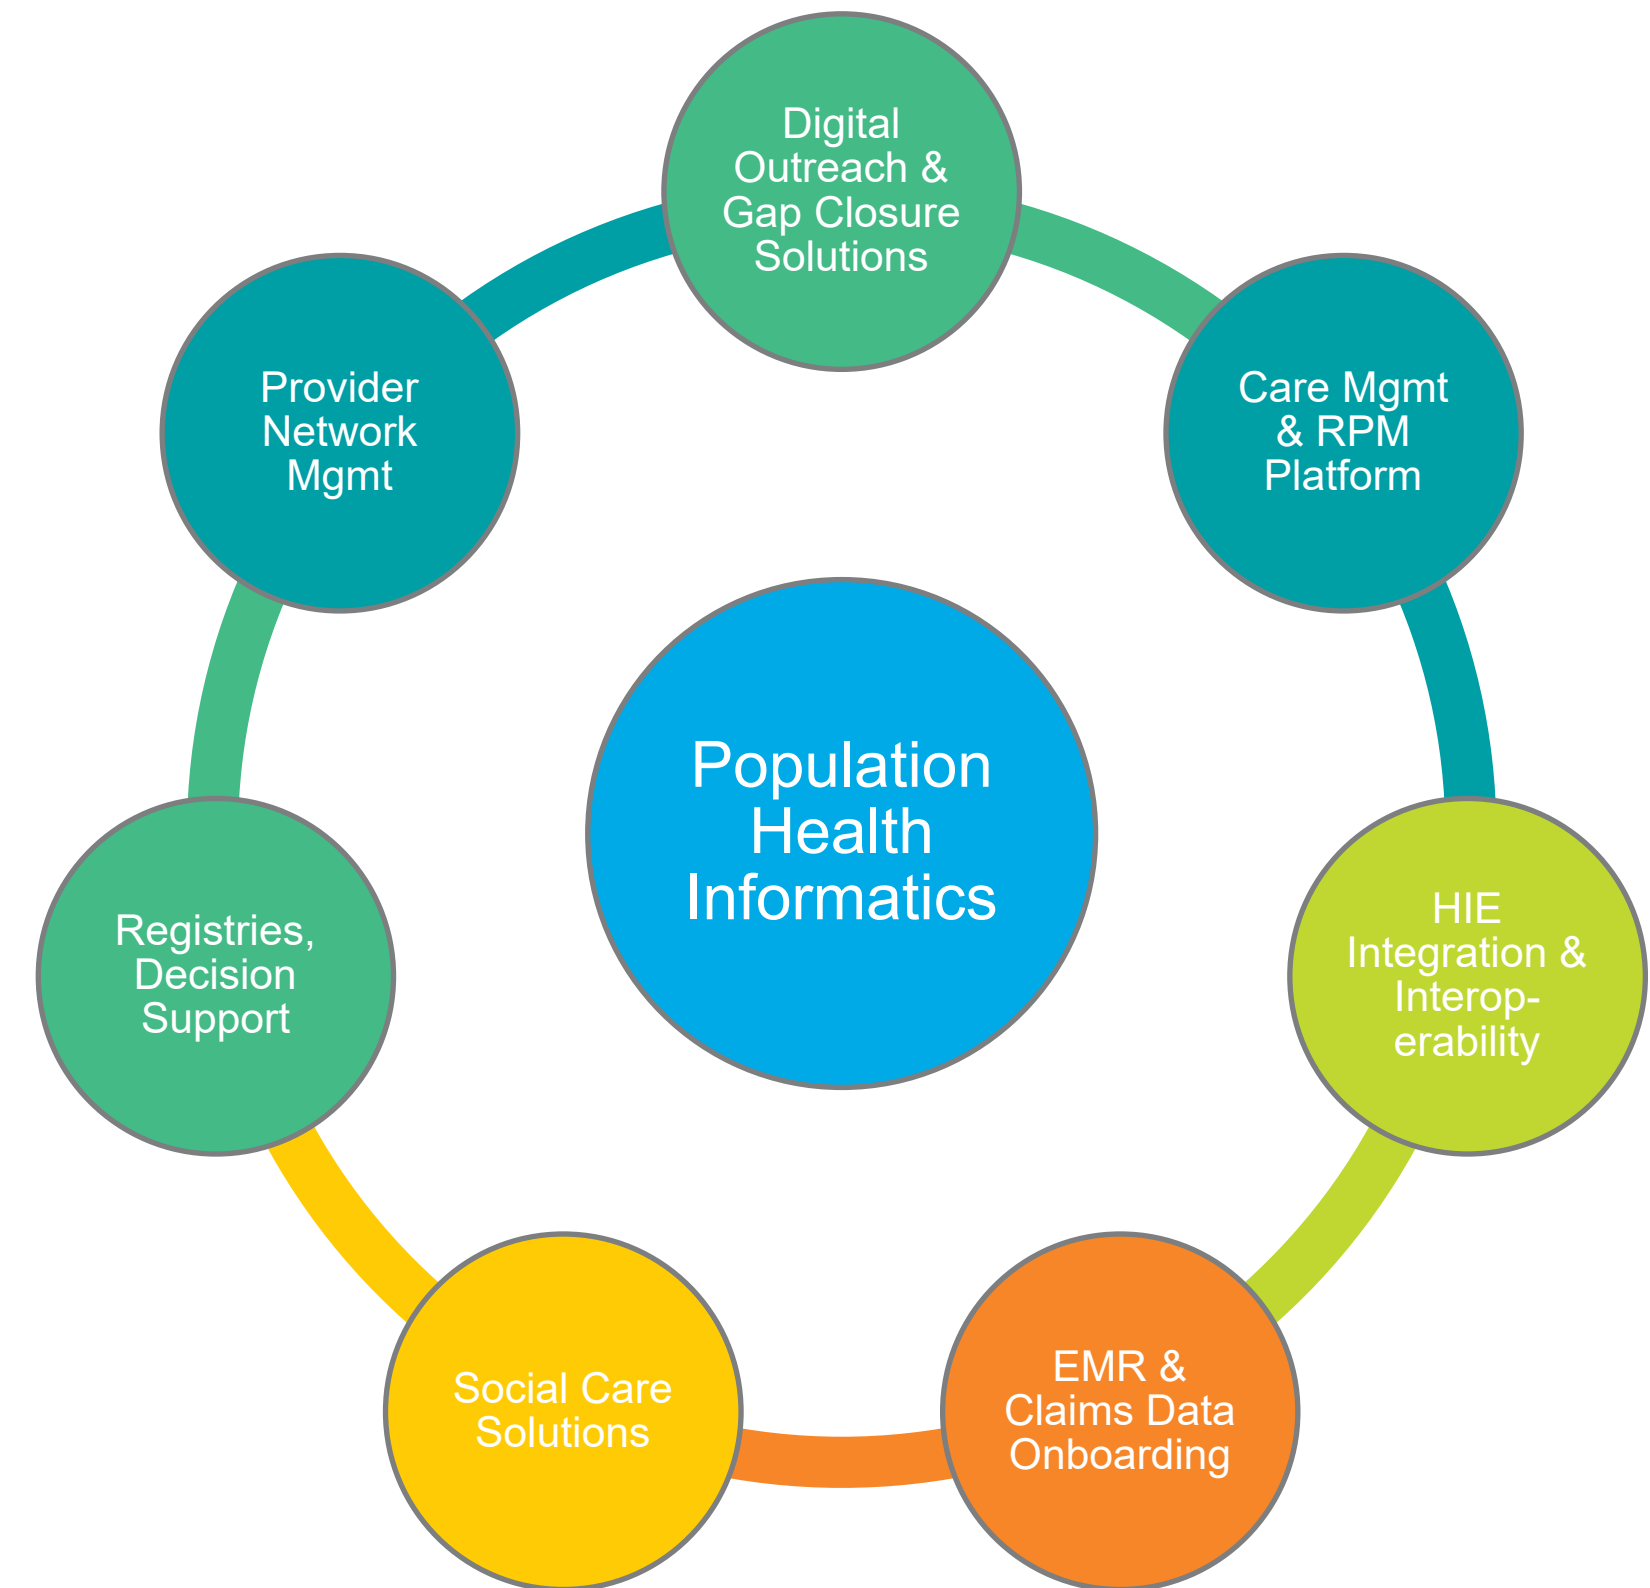 Digital
Outreach &
Gap Closure
Solutions
Provider
Network
Mgmt
Care Mgmt
& RPM
Platform
Population
Health
Informatics
Registries,
Decision
Support
HIE
Integration &
Interop-
erability
Social Care
Solutions
EMR &
Claims Data
Onboarding